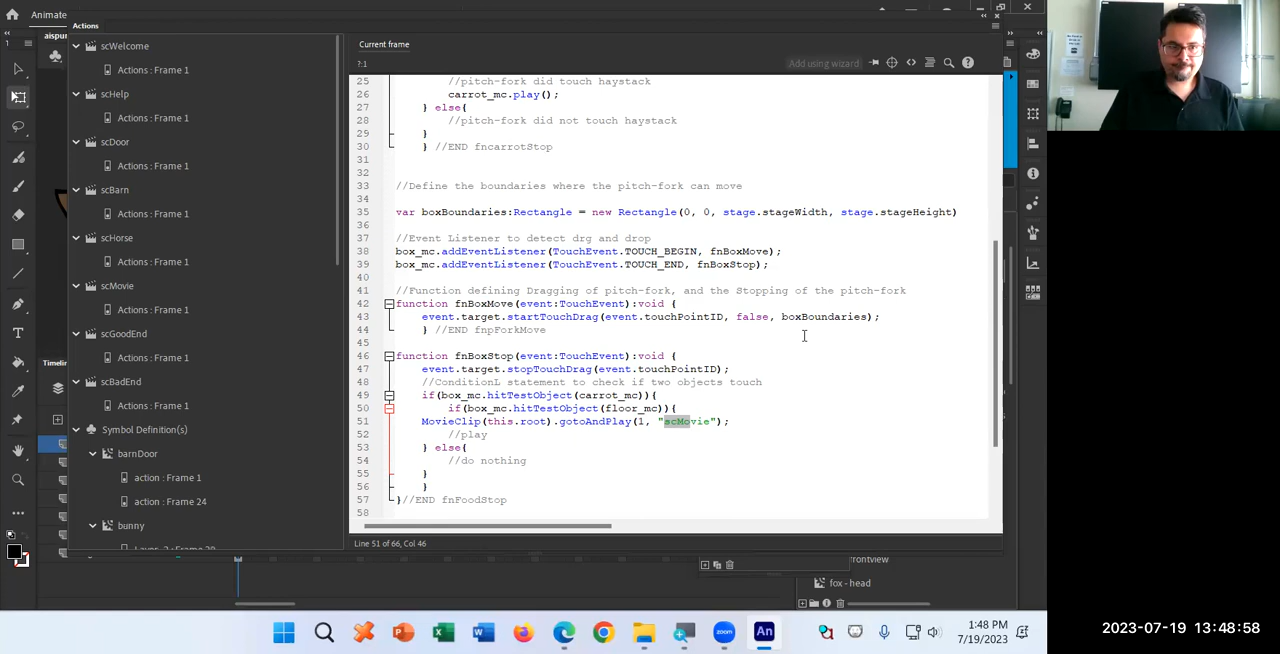 Animate
Actions
aispur
Current frame
?:1
Add using wizard
scWelcome
Actions : Frame 1
scHelp
Actions : Frame 1
scDoor
Actions : Frame 1
scBarn
Actions : Frame 1
scHorse
Actions : Frame 1
scMovie
Actions : Frame 1
scGoodEnd
Actions : Frame 1
scBadEnd
Actions : Frame 1
Symbol Definition(s)
barnDoor
action : Frame 1
action : Frame 24
bunny
25 //pitch-fork did touch haystack
26 carrot_mc.play();
27 } else{
28 //pitch-fork did not touch haystack
29 }
30 } //END fncarrotStop
31
32
33 //Define the boundaries where the pitch-fork can move
34
35 var boxBoundaries:Rectangle = new Rectangle(0, 0, stage.stageWidth, stage.stageHeight)
36
37 //Event Listener to detect drg and drop
38 box_mc.addEventListener(TouchEvent.TOUCH_BEGIN, fnBoxMove);
39 box_mc.addEventListener(TouchEvent.TOUCH_END, fnBoxStop);
40
41 //Function defining Dragging of pitch-fork, and the Stopping of the pitch-fork
42 function fnBoxMove(event:TouchEvent):void {
43 event.target.startTouchDrag(event.touchPointID, false, boxBoundaries);
44 } //END fnpForkMove
45
46 function fnBoxStop(event:TouchEvent):void {
47 event.target.stopTouchDrag(event.touchPointID);
48 //ConditionL statement to check if two objects touch
49 if(box_mc.hitTestObject(carrot_mc)){
50 if(box_mc.hitTestObject(floor_mc)){
51 MovieClip(this.root).gotoAndPlay(1, "scMovie");
52 //play
53 } else{
54 //do nothing
55 }
56 }
57 }//END fnFoodStop
58
Line 51 of 66, Col 46
Timeline
frontview
fox - head
zoom
An
1:48 PM
7/19/2023
2023-07-19 13:48:58